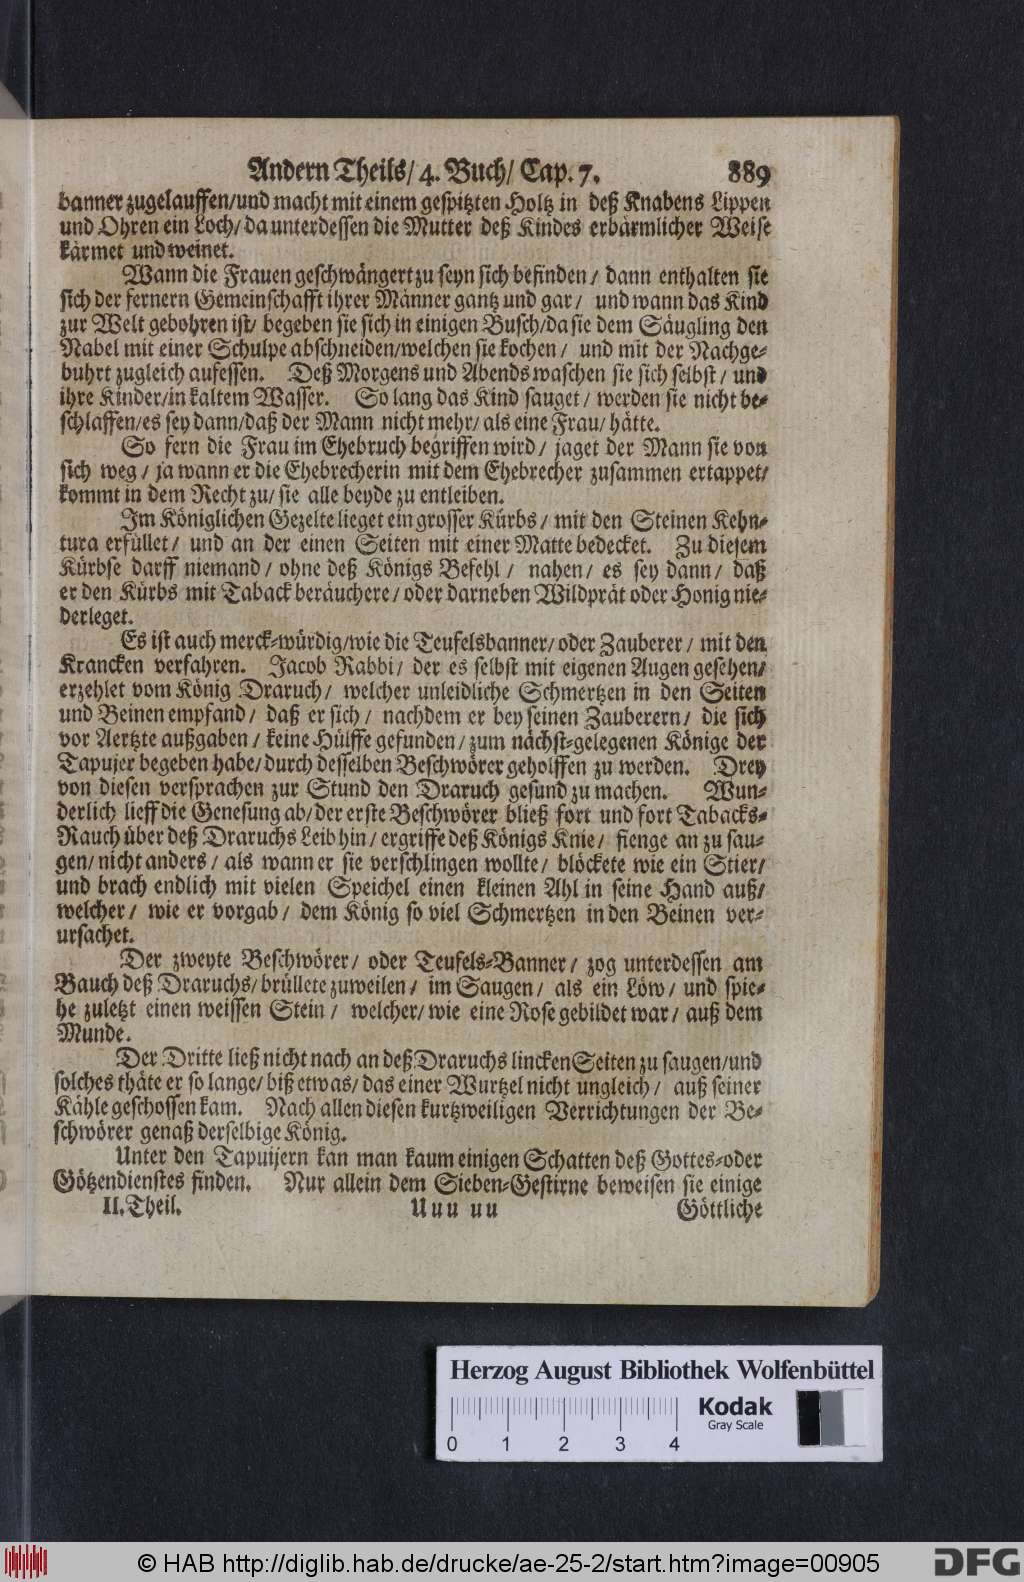 Andern Theils/ 4. Buch/ Cap. 7. 889
banner zugelauffen/und macht mit einem gespitzten Holtz in deß Knabens Lippen
und Ohren ein Loch/ da unterdessen die Mutter deß Kindes erbärmlicher Weise
kärmet und weinet.
Wann die Frauen geschwängert zu seyn sich befinden/ dann enthalten sie
sich der fernern Gemeinschafft ihrer Männer gantz und gar/ und wann das Kind
zur Welt gebohren ist/ begeben sie sich in einigen Busch/da sie dem Säugling den
Nabel mit einer Schulpe abschneiden/welchen sie kochen/ und mit der Nachge-
buhrt zugleich aufessen. Deß Morgens und Abends waschen sie sich selbst/ und
ihre Kinder/in kaltem Wasser. So lang das Kind sauget/ werden sie nicht be-
schlaffen/es sey dann/daß der Mann nicht mehr/ als eine Frau/ hätte.
So fern die Frau im Ehebruch begriffen wird/ jaget der Mann sie von
sich weg/ ja wann er die Ehebrecherin mit dem Ehebrecher zusammen ertappet/
kommt in dem Recht zu/ sie alle beyde zu entleiben.
Im Königlichen Gezelte lieget ein grosser Kürbs/ mit den Steinen Kehn-
tura erfüllet/ und an der einen Seiten mit einer Matte bedecket. Zu diesem
Kürbse darff niemand/ ohne deß Königs Befehl/ nahen/ es sey dann/ daß
er den Kürbs mit Taback beräuchere/ oder darneben Wildprät oder Honig nie-
derleget.
Es ist auch merck-würdig/wie die Teufelsbanner/ oder Zauberer/ mit den
Krancken verfahren. Jacob Rabbi/ der es selbst mit eigenen Augen gesehen/
erzehlet vom König Draruch/ welcher unleidliche Schmertzen in den Seiten
und Beinen empfand/ daß er sich/ nachdem er bey seinen Zauberern/ die sich
vor Aertzte außgaben/ keine Hülffe gefunden/ zum nächst-gelegenen Könige der
Tapujer begeben habe/ durch desselben Beschwörer geholffen zu werden. Drey
von diesen versprachen zur Stund den Draruch gesund zu machen. Wun-
derlich lieff die Genesung ab/ der erste Beschwörer bließ fort und fort Tabacks-
Rauch über deß Draruchs Leib hin/ ergriffe deß Königs Knie/ fienge an zu sau-
gen/ nicht anders/ als wann er sie verschlingen wollte/ blöckete wie ein Stier/
und brach endlich mit vielen Speichel einen kleinen Ahl in seine Hand auß/
welcher/ wie er vorgab/ dem König so viel Schmertzen in den Beinen ver-
ursachet.
Der zweyte Beschwörer/ oder Teufels-Banner/ zog unterdessen am
Bauch deß Draruchs/ brüllete zuweilen/ im Saugen/ als ein Löw/ und spie-
he zuletzt einen weissen Stein/ welcher/ wie eine Rose gebildet war/ auß dem
Munde.
Der Dritte ließ nicht nach an deß Draruchs lincken Seiten zu saugen/und
solches thäte er so lange/ biß etwas/ das einer Wurtzel nicht ungleich/ auß seiner
Kähle geschossen kam. Nach allen diesen kurtzweiligen Verrichtungen der Be-
schwörer genaß derselbige König.
Unter den Tapuijern kan man kaum einigen Schatten deß Gottes-oder
Götzendienstes finden. Nur allein dem Sieben-Gestirne beweisen sie einige
II. Theil. Uuu uu Göttliche
Herzog August Bibliothek Wolfenbüttel
Kodak
Gray Scale
0 1 2 3 4
© HAB http://diglib.hab.de/drucke/ae-25-2/start.htm?image=00905
DFG